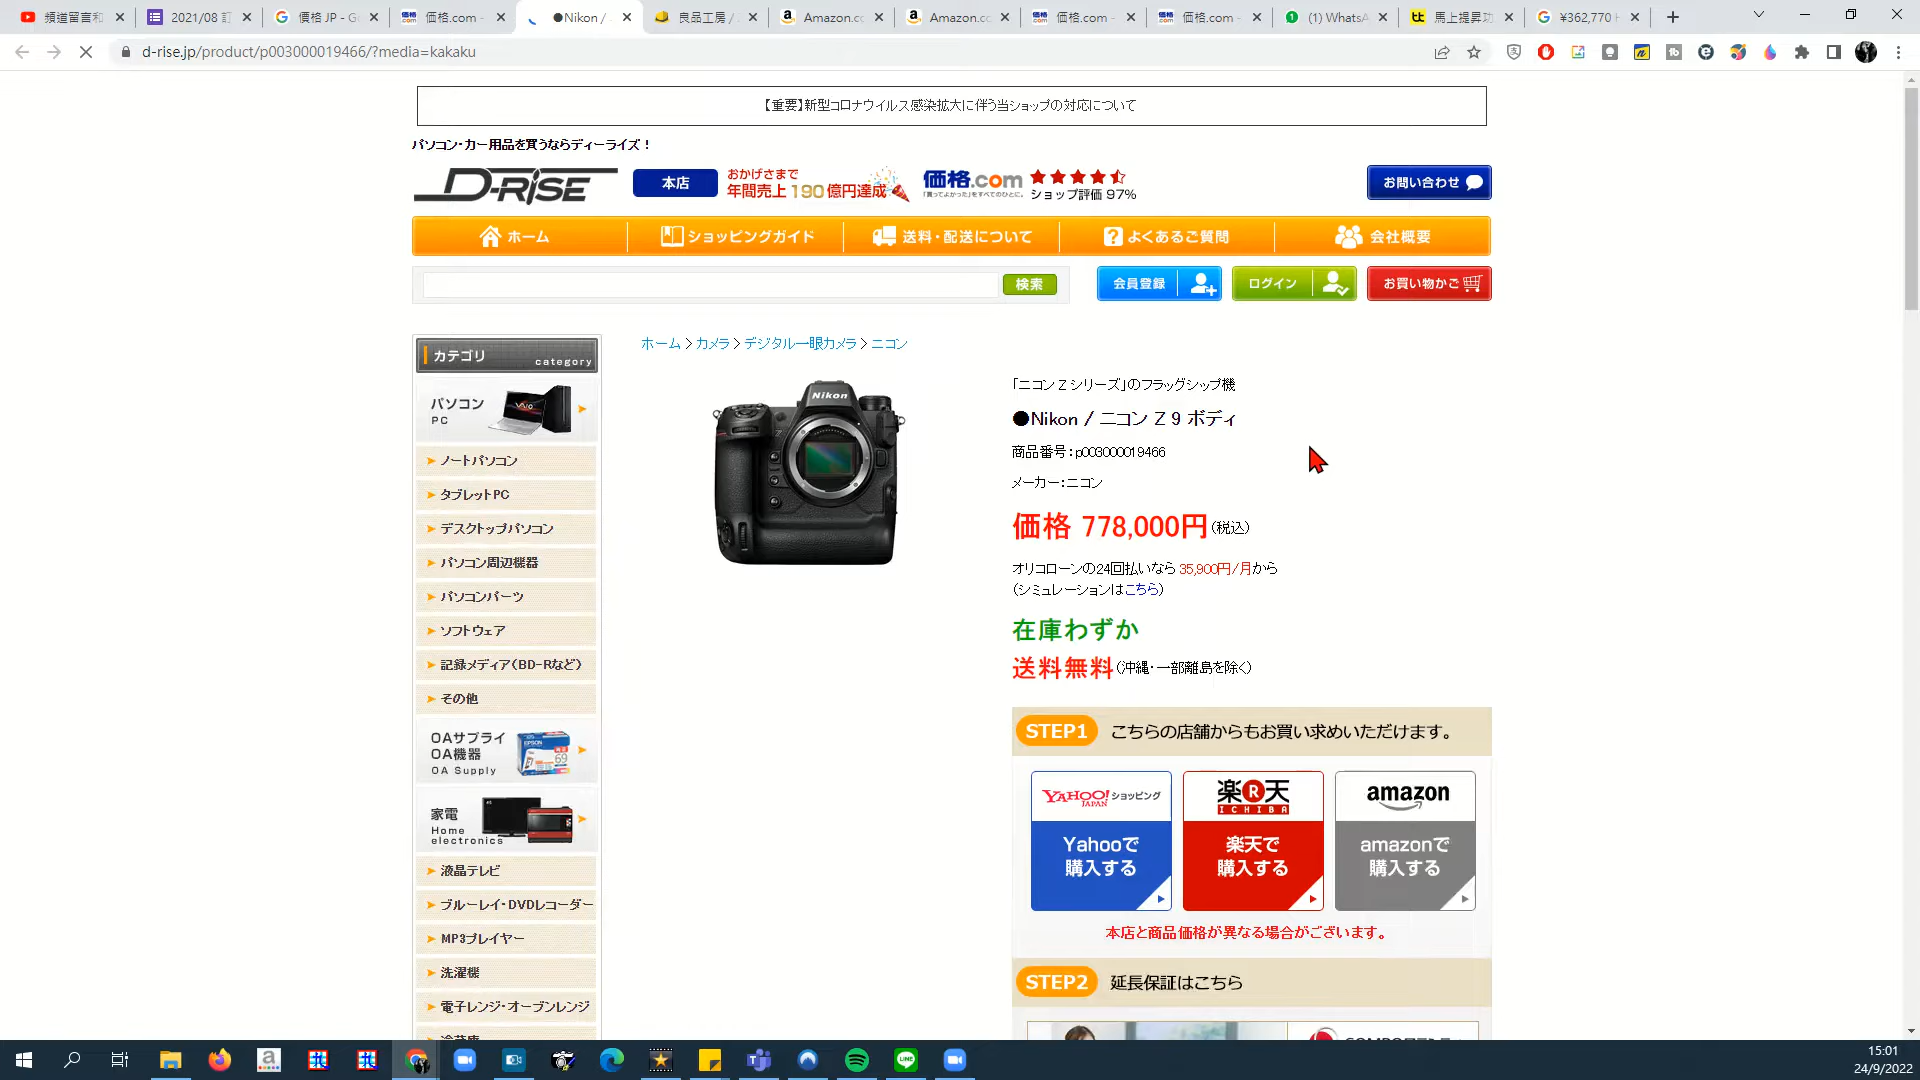 頻道留言和
2021/08 訂
價格 JP - G
価格.com -
●Nikon /
良品工房 /
Amazon.c
Amazon.c
価格.com -
価格.com -
(1) WhatsA
馬上提昇功
¥362,770
d-rise.jp/product/p003000019466/?media=kakaku
【重要】新型コロナウイルス感染拡大に伴う当ショップの対応について
パソコン・カー用品を買うならディーライズ！
D-RISE
本店
おかげさまで
年間売上190億円達成
価格.com
「買ってよかった」をすべてのひとに。
ショップ評価 97%
お問い合わせ
ホーム
ショッピングガイド
送料・配送について
よくあるご質問
会社概要
検索
会員登録
ログイン
お買い物かご
カテゴリ
category
パソコン
PC
ノートパソコン
タブレットPC
デスクトップパソコン
パソコン周辺機器
パソコンパーツ
ソフトウェア
記録メディア(BD-Rなど)
その他
OAサプライ
OA機器
OA Supply
EPSON
69
家電
Home
electronics
液晶テレビ
ブルーレイ・DVDレコーダー
MP3プレイヤー
洗濯機
電子レンジ・オーブンレンジ
ホーム > カメラ > デジタル一眼カメラ > ニコン
Nikon
「ニコン Z シリーズ」のフラッグシップ機
●Nikon / ニコン Z 9 ボディ
商品番号：p003000019466
メーカー：ニコン
価格 778,000円(税込)
オリコローンの24回払いなら 35,900円/月から
(シミュレーションはこちら)
在庫わずか
送料無料(沖縄・一部離島を除く)
STEP1 こちらの店舗からもお買い求めいただけます。
YAHOO! JAPAN ショッピング
Yahooで
購入する
楽R天
ICHIBA
楽天で
購入する
amazon
amazonで
購入する
本店と商品価格が異なる場合がございます。
STEP2 延長保証はこちら
15:01
24/9/2022